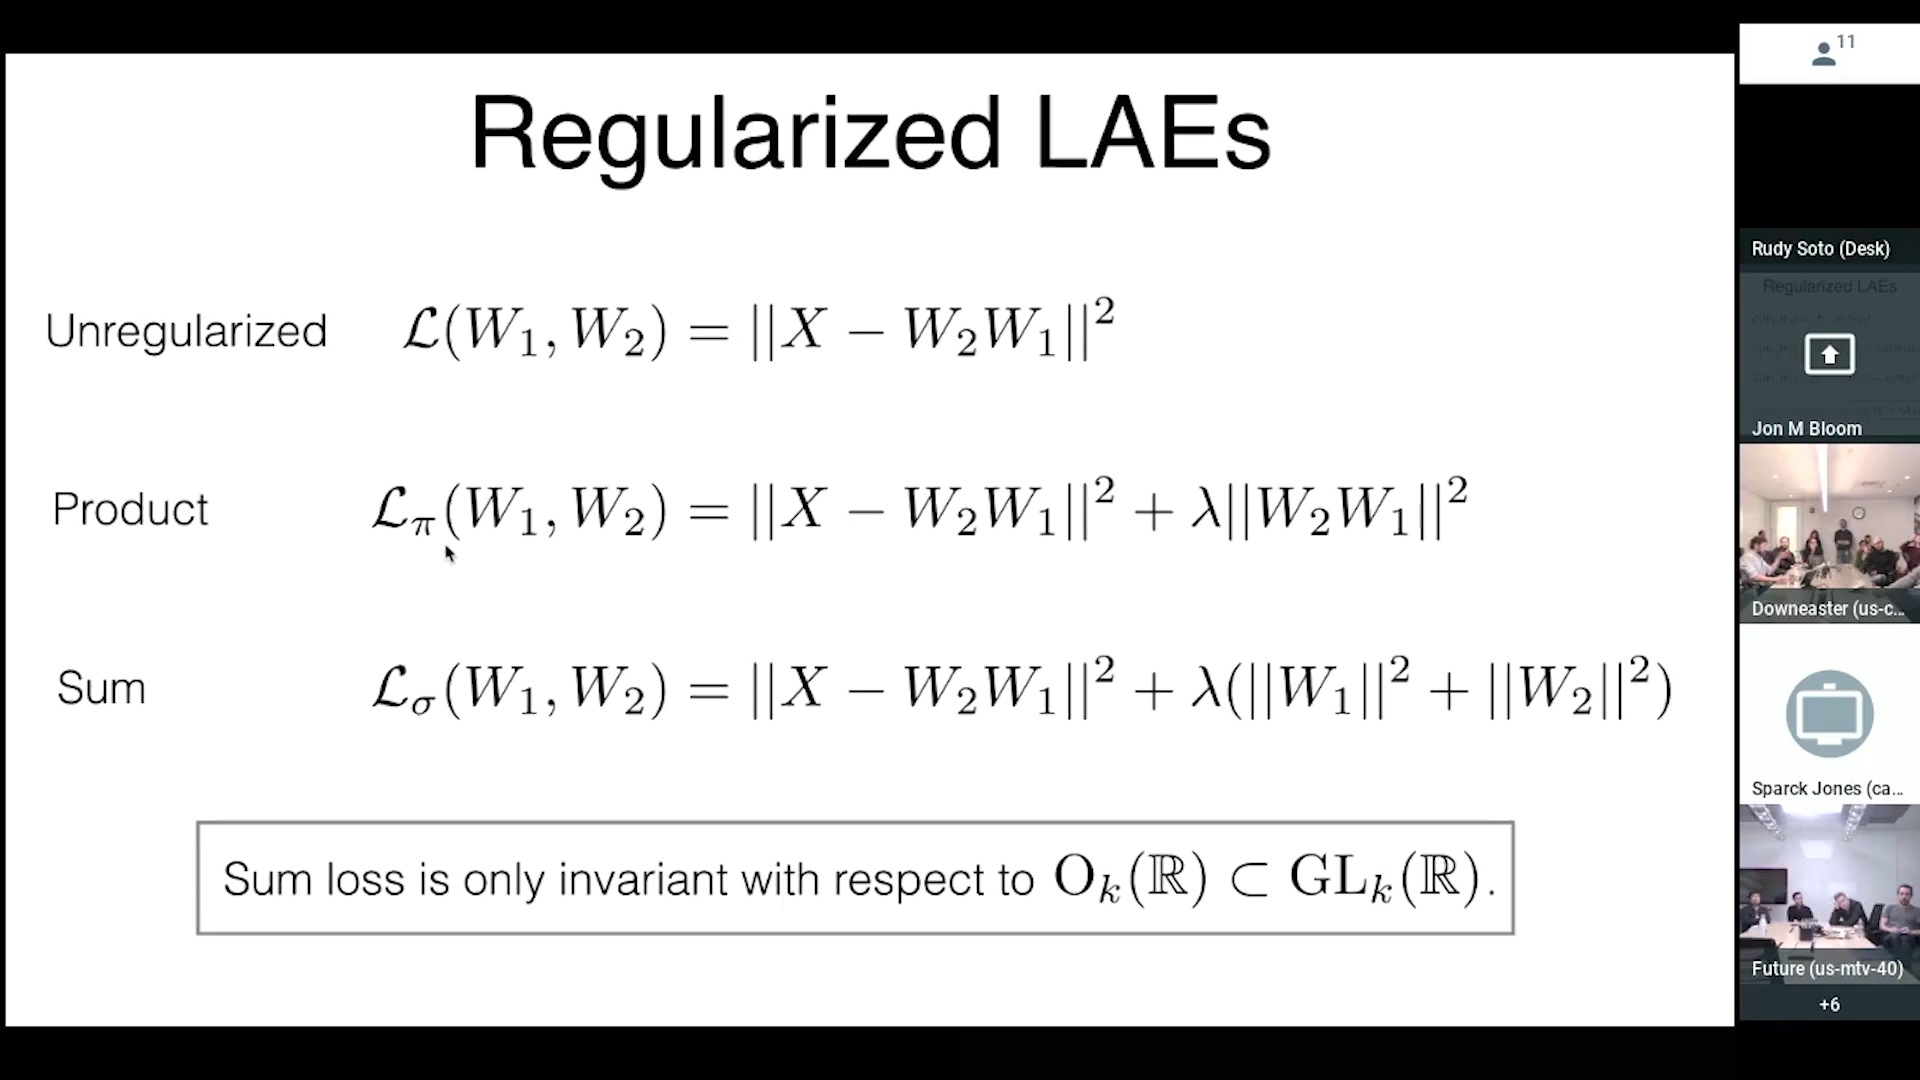 Regularized LAEs
Unregularized ℒ(W₁, W₂) = ||X − W₂W₁||²
Product ℒ_π(W₁, W₂) = ||X − W₂W₁||² + λ||W₂W₁||²
Sum ℒ_σ(W₁, W₂) = ||X − W₂W₁||² + λ(||W₁||² + ||W₂||²)
Sum loss is only invariant with respect to O_k(ℝ) ⊂ GL_k(ℝ).
11
Rudy Soto (Desk)
Regularized LAEs
Jon M Bloom
Downeaster (us-c...
Sparck Jones (ca...
Future (us-mtv-40)
+6